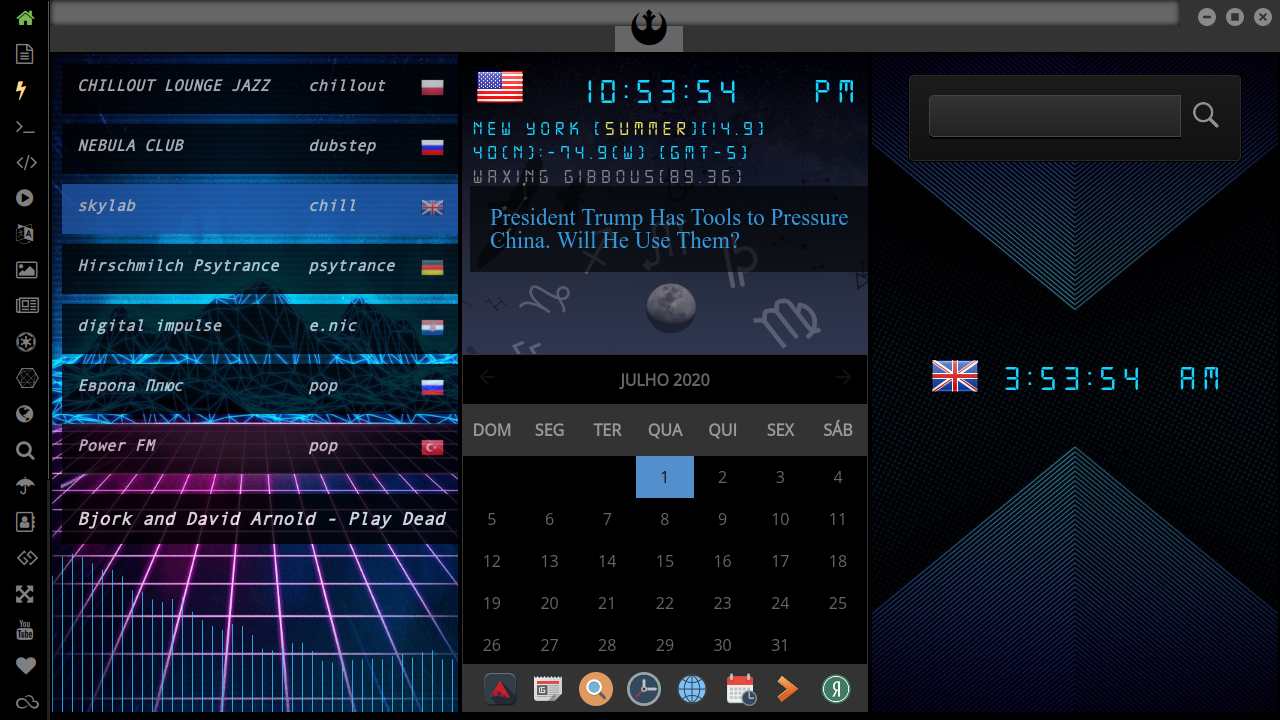 CHILLOUT LOUNGE JAZZ chillout
NEBULA CLUB dubstep
skylab chill
Hirschmilch Psytrance psytrance
digital impulse e.nic
Европа Плюс pop
Power FM pop
Bjork and David Arnold - Play Dead
10:53:54 PM
NEW YORK [SUMMER][14.9]
40(N):-74.9(W) [GMT-5]
WAXING GIBBOUS[89.36]
President Trump Has Tools to Pressure
China. Will He Use Them?
JULHO 2020
DOM SEG TER QUA QUI SEX SÁB
1 2 3 4
5 6 7 8 9 10 11
12 13 14 15 16 17 18
19 20 21 22 23 24 25
26 27 28 29 30 31
3:53:54 AM
You
Tube
Я